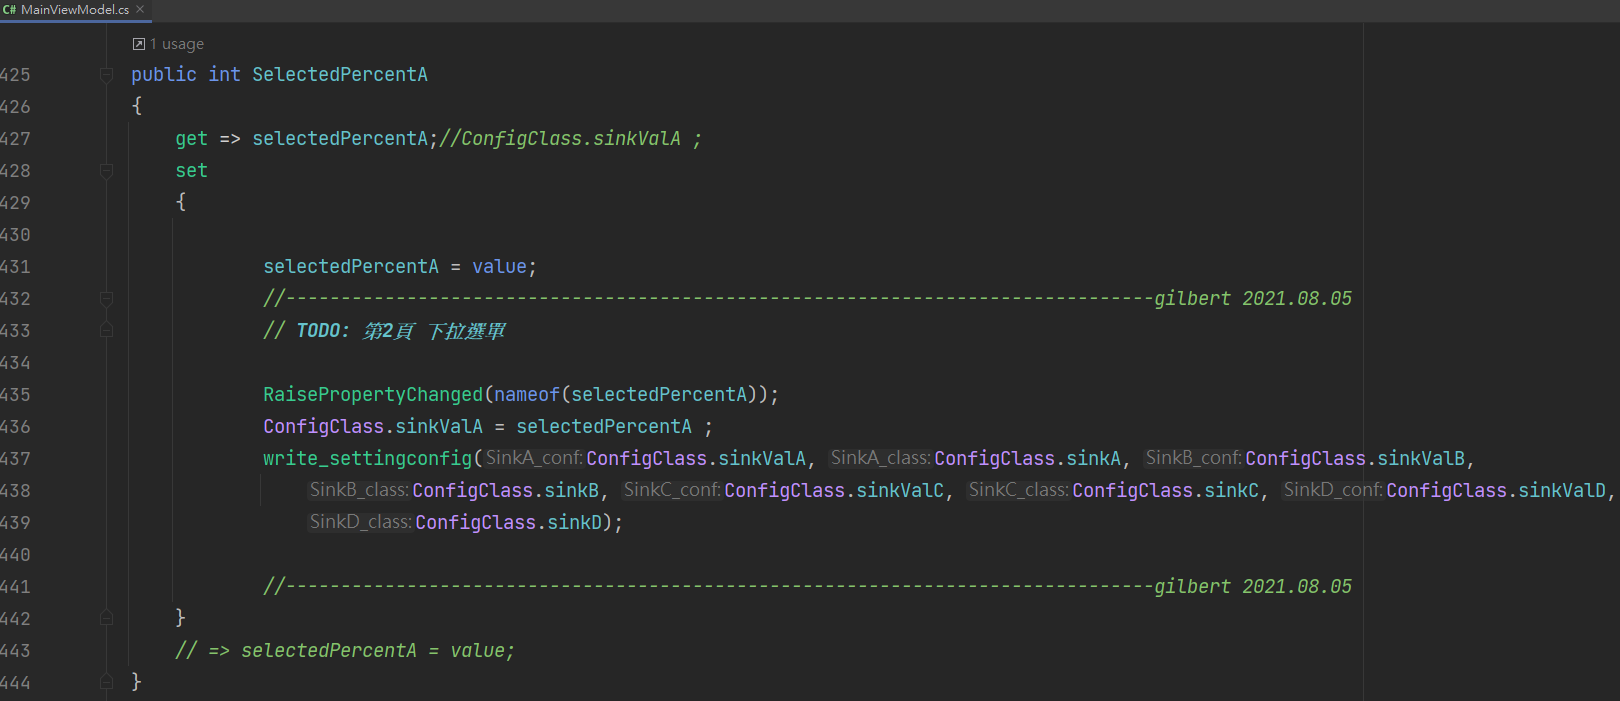 C# MainViewModel.cs ×
1 usage
425 public int SelectedPercentA
426 {
427 get => selectedPercentA;//ConfigClass.sinkValA ;
428 set
429 {
430
431 selectedPercentA = value;
432 //-------------------------------------------------------------------------------gilbert 2021.08.05
433 // TODO: 第2頁 下拉選單
434
435 RaisePropertyChanged(nameof(selectedPercentA));
436 ConfigClass.sinkValA = selectedPercentA ;
437 write_settingconfig(SinkA_conf:ConfigClass.sinkValA, SinkA_class:ConfigClass.sinkA, SinkB_conf:ConfigClass.sinkValB,
438 SinkB_class:ConfigClass.sinkB, SinkC_conf:ConfigClass.sinkValC, SinkC_class:ConfigClass.sinkC, SinkD_conf:ConfigClass.sinkValD,
439 SinkD_class:ConfigClass.sinkD);
440
441 //-------------------------------------------------------------------------------gilbert 2021.08.05
442 }
443 // => selectedPercentA = value;
444 }